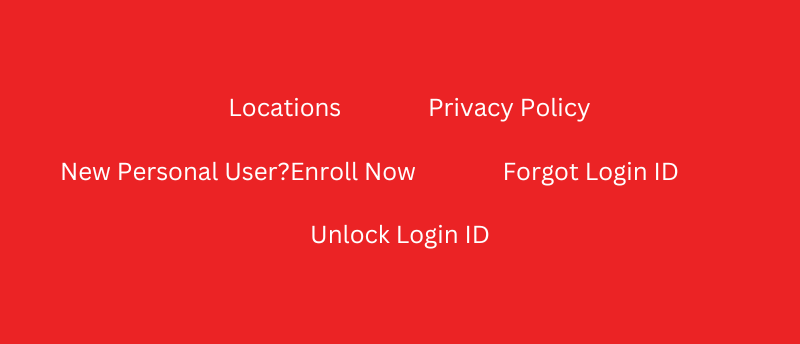 Locations Privacy Policy
New Personal User?Enroll Now Forgot Login ID
Unlock Login ID